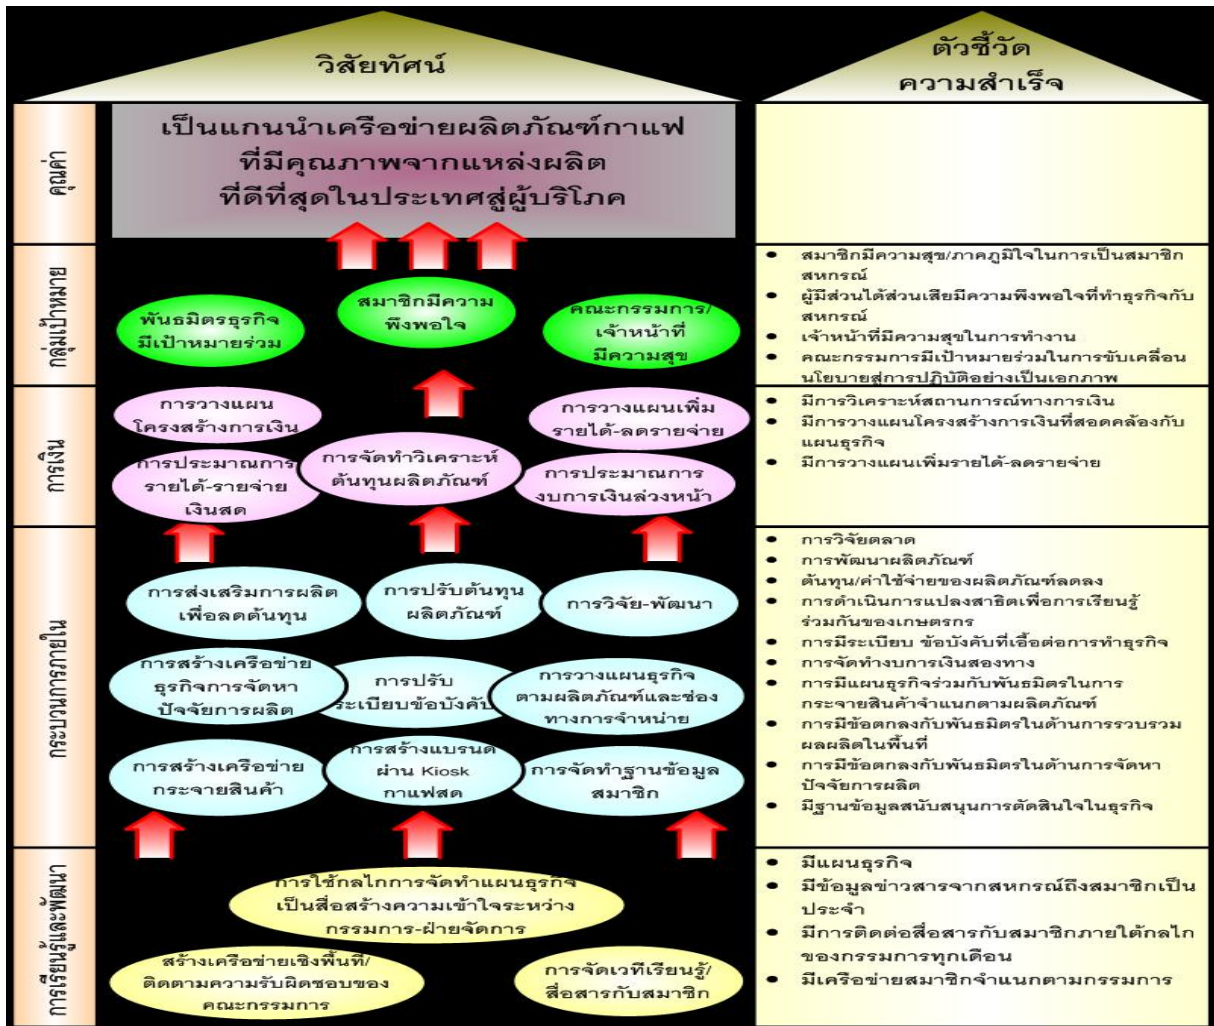 วิสัยทัศน์
ตัวชี้วัด
ความสำเร็จ
คุณค่า
เป็นแกนนำเครือข่ายผลิตภัณฑ์กาแฟ
ที่มีคุณภาพจากแหล่งผลิต
ที่ดีที่สุดในประเทศสู่ผู้บริโภค
กลุ่มเป้าหมาย
พันธมิตรธุรกิจ
มีเป้าหมายร่วม
สมาชิกมีความ
พึงพอใจ
คณะกรรมการ/
เจ้าหน้าที่
มีความสุข
• สมาชิกมีความสุข/ภาคภูมิใจในการเป็นสมาชิก
สหกรณ์
• ผู้มีส่วนได้ส่วนเสียมีความพึงพอใจที่ทำธุรกิจกับ
สหกรณ์
• เจ้าหน้าที่มีความสุขในการทำงาน
• คณะกรรมการมีเป้าหมายร่วมในการขับเคลื่อน
นโยบายสู่การปฏิบัติอย่างเป็นเอกภาพ
การเงิน
การวางแผน
โครงสร้างการเงิน
การประมาณการ
รายได้-รายจ่าย
เงินสด
การจัดทำวิเคราะห์
ต้นทุนผลิตภัณฑ์
การวางแผนเพิ่ม
รายได้-ลดรายจ่าย
การประมาณการ
งบการเงินล่วงหน้า
• มีการวิเคราะห์สถานการณ์ทางการเงิน
• มีการวางแผนโครงสร้างการเงินที่สอดคล้องกับ
แผนธุรกิจ
• มีการวางแผนเพิ่มรายได้-ลดรายจ่าย
กระบวนการภายใน
การส่งเสริมการผลิต
เพื่อลดต้นทุน
การปรับต้นทุน
ผลิตภัณฑ์
การวิจัย-พัฒนา
การสร้างเครือข่าย
ธุรกิจการจัดหา
ปัจจัยการผลิต
การปรับ
ระเบียบข้อบังคับ
การวางแผนธุรกิจ
ตามผลิตภัณฑ์และช่อง
ทางการจำหน่าย
การสร้างเครือข่าย
กระจายสินค้า
การสร้างแบรนด์
ผ่าน Kiosk
กาแฟสด
การจัดทำฐานข้อมูล
สมาชิก
• การวิจัยตลาด
• การพัฒนาผลิตภัณฑ์
• ต้นทุน/ค่าใช้จ่ายของผลิตภัณฑ์ลดลง
• การดำเนินการแปลงสาธิตเพื่อการเรียนรู้
ร่วมกันของเกษตรกร
• การมีระเบียบ ข้อบังคับที่เอื้อต่อการทำธุรกิจ
• การจัดทำงบการเงินสองทาง
• การมีแผนธุรกิจร่วมกับพันธมิตรในการ
กระจายสินค้าจำแนกตามผลิตภัณฑ์
• การมีข้อตกลงกับพันธมิตรในด้านการรวบรวม
ผลผลิตในพื้นที่
• การมีข้อตกลงกับพันธมิตรในด้านการจัดหา
ปัจจัยการผลิต
• มีฐานข้อมูลสนับสนุนการตัดสินใจในธุรกิจ
การเรียนรู้และพัฒนา
การใช้กลไกการจัดทำแผนธุรกิจ
เป็นสื่อสร้างความเข้าใจระหว่าง
กรรมการ-ฝ่ายจัดการ
สร้างเครือข่ายเชิงพื้นที่/
ติดตามความรับผิดชอบของ
คณะกรรมการ
การจัดเวทีเรียนรู้/
สื่อสารกับสมาชิก
• มีแผนธุรกิจ
• มีข้อมูลข่าวสารจากสหกรณ์ถึงสมาชิกเป็น
ประจำ
• มีการติดต่อสื่อสารกับสมาชิกภายใต้กลไก
ของกรรมการทุกเดือน
• มีเครือข่ายสมาชิกจำแนกตามกรรมการ